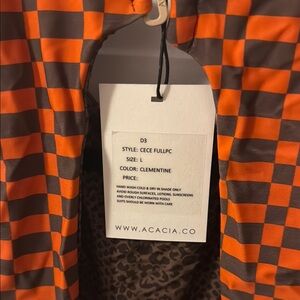 D3
STYLE: CECE FULLPC
SIZE: L
COLOR: CLEMENTINE
PRICE:
HAND WASH COLD & DRY IN SHADE ONLY
AVOID ROUGH SURFACES, LOTIONS, SUNSCREENS
AND OVERLY CLORINATED POOLS
SUITS SHOULD BE WORN WITH CARE
WWW.ACACIA.CO